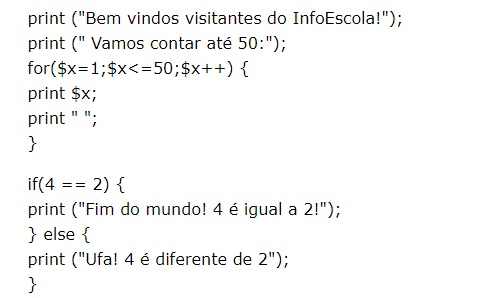 print ("Bem vindos visitantes do InfoEscola!");
print (" Vamos contar até 50:");
for($x=1;$x<=50;$x++) {
print $x;
print " ";
}
if(4 == 2) {
print ("Fim do mundo! 4 é igual a 2!");
} else {
print ("Ufa! 4 é diferente de 2");
}